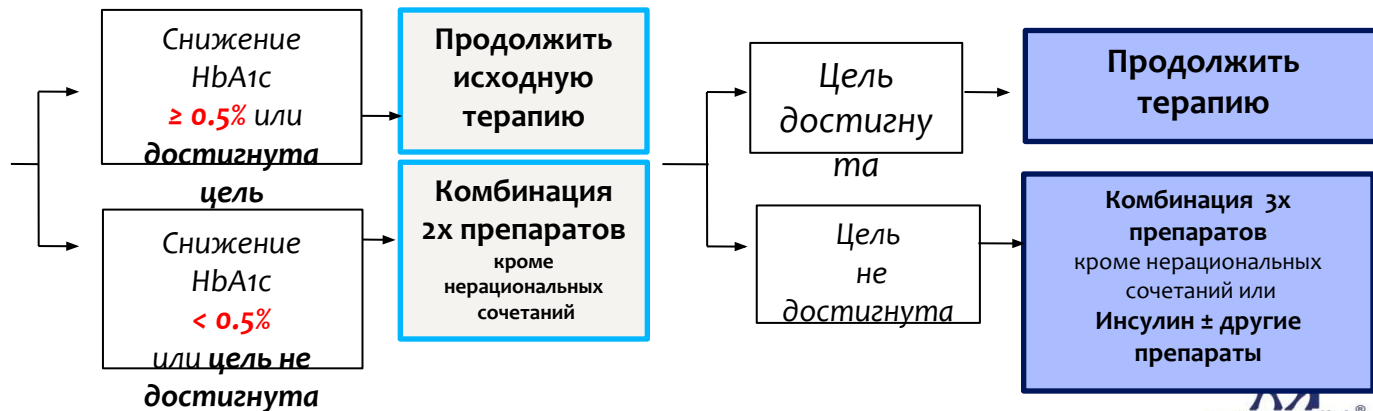 Снижение
HbA1c
≥ 0.5% или
достигнута
цель
Продолжить
исходную
терапию
Снижение
HbA1c
< 0.5%
или цель не
достигнута
Комбинация
2х препаратов
кроме
нерациональных
сочетаний
Цель
достигну
та
Продолжить
терапию
Цель
не
достигнута
Комбинация 3х
препаратов
кроме нерациональных
сочетаний или
Инсулин ± другие
препараты